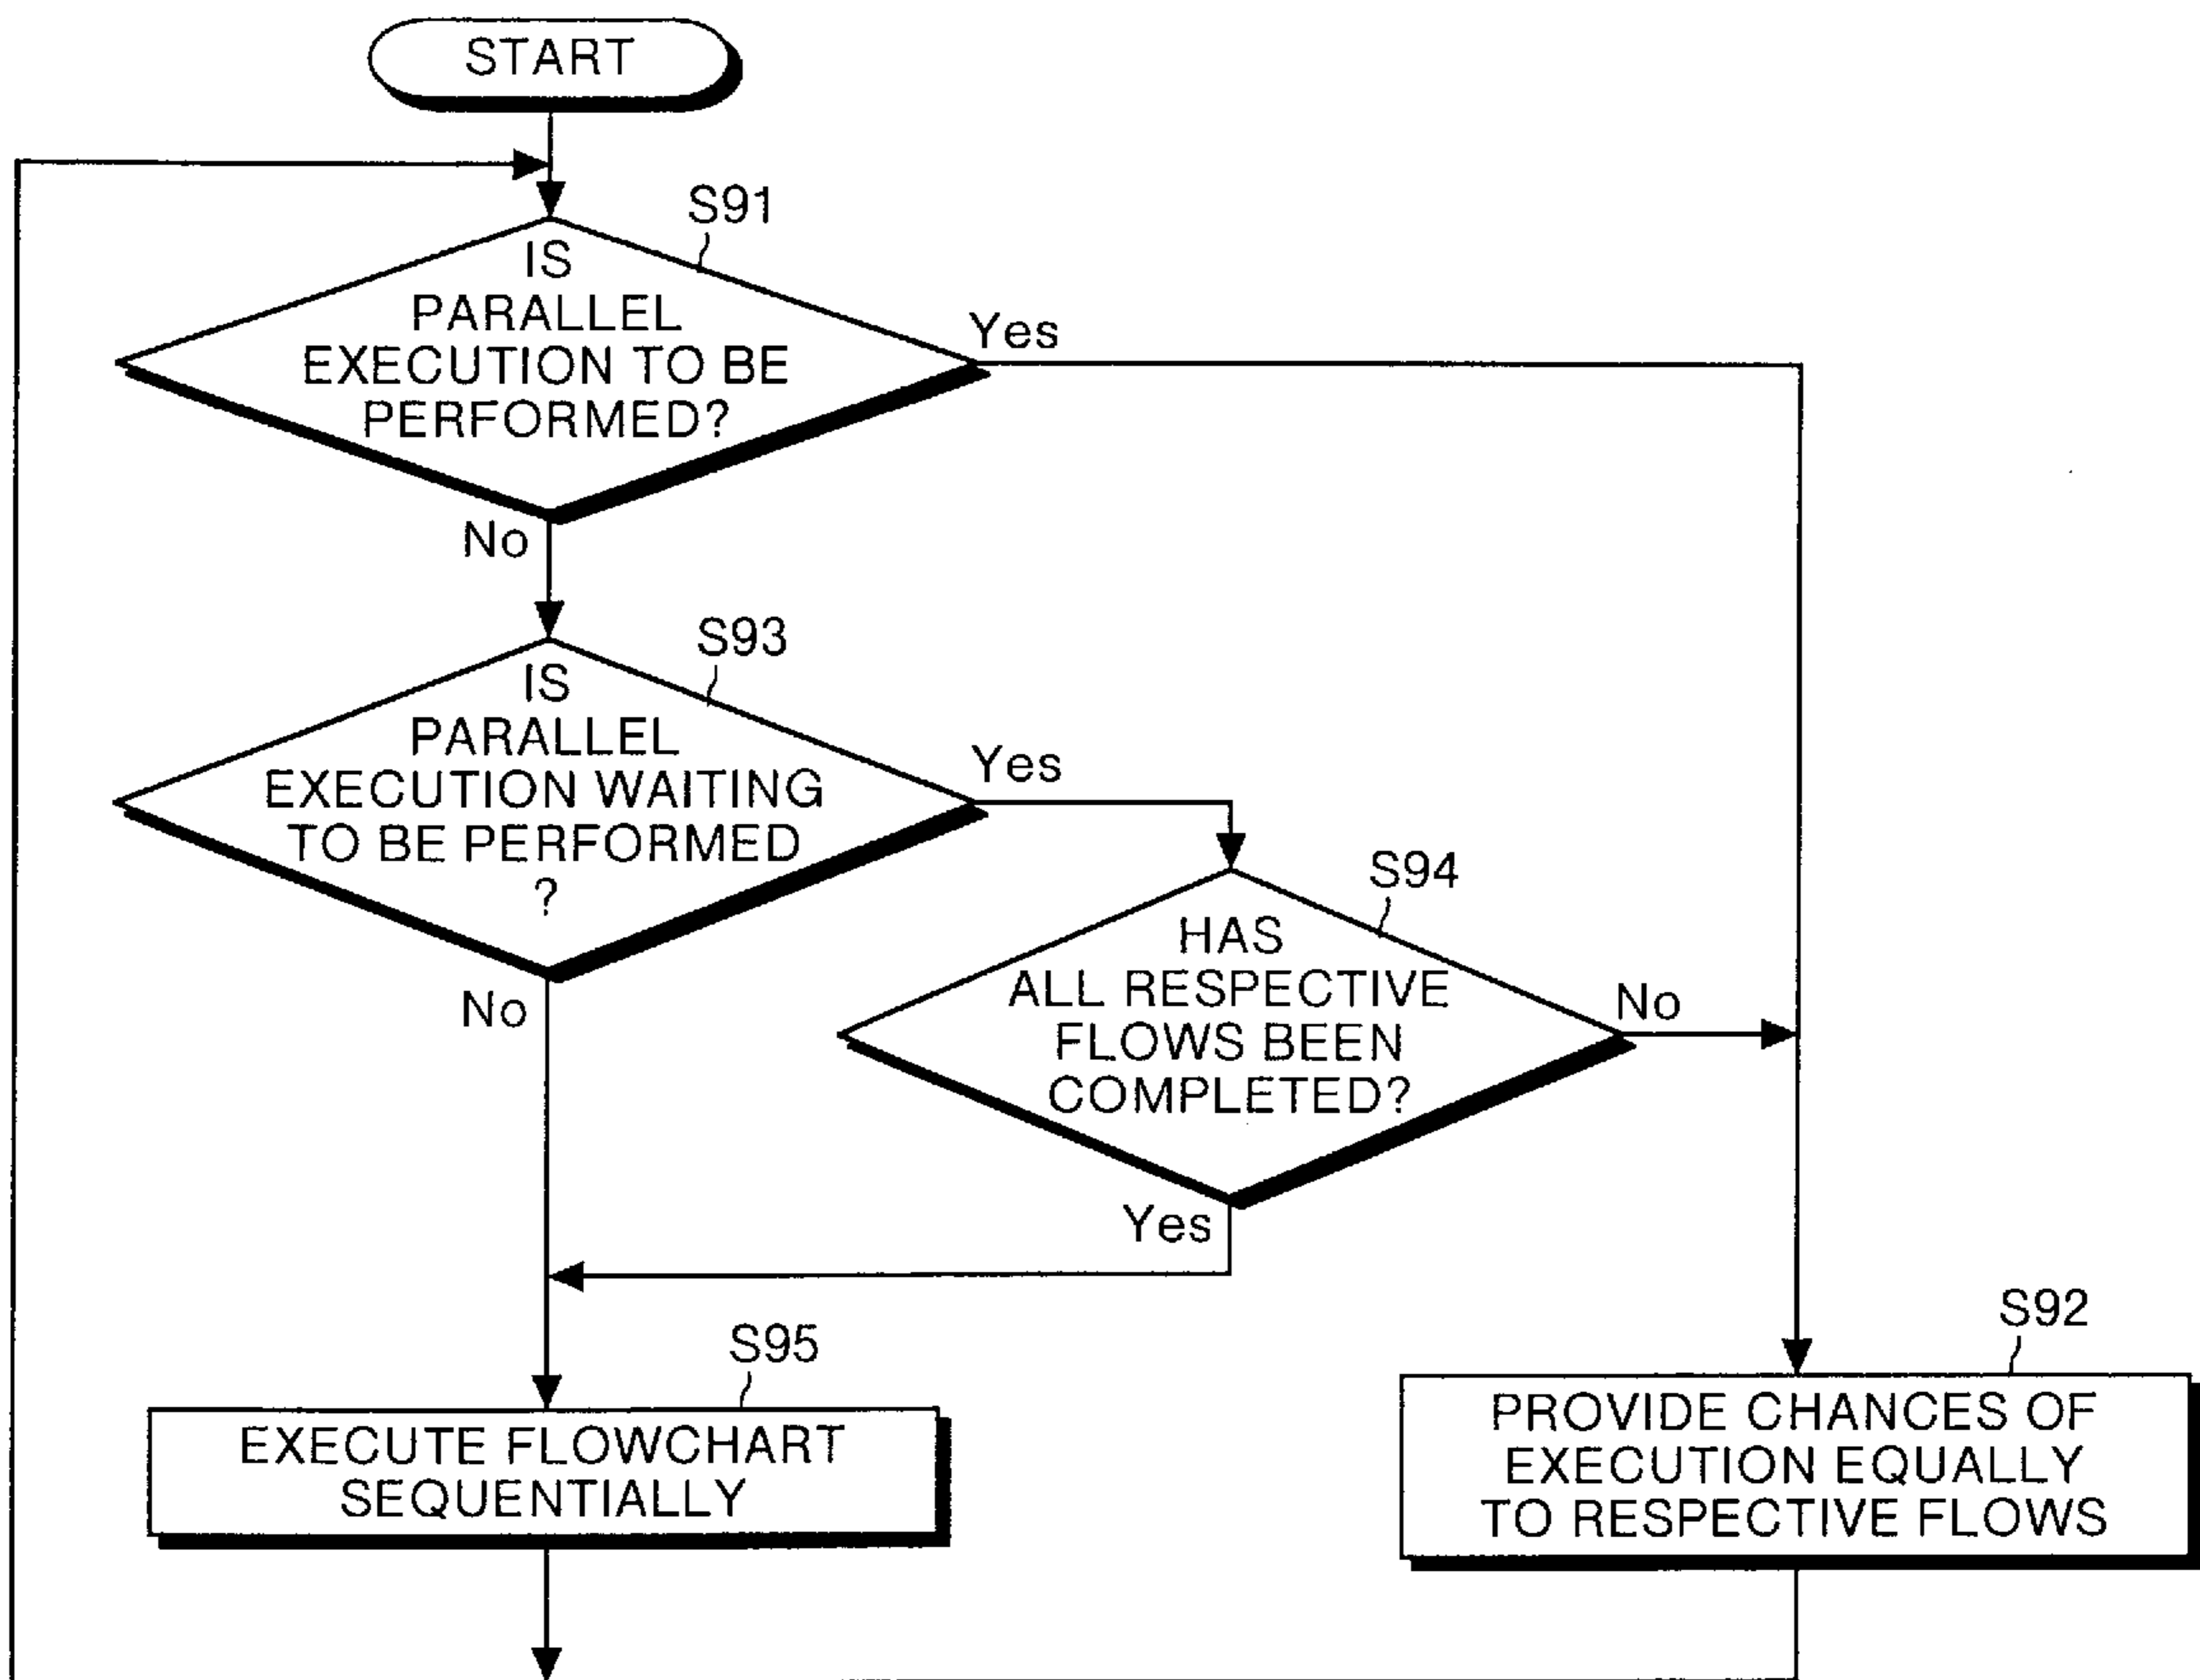 START
S91
IS
PARALLEL
EXECUTION TO BE
PERFORMED?
Yes
No
S93
IS
PARALLEL
EXECUTION WAITING
TO BE PERFORMED
?
Yes
No
S94
HAS
ALL RESPECTIVE
FLOWS BEEN
COMPLETED?
No
Yes
S95
EXECUTE FLOWCHART
SEQUENTIALLY
S92
PROVIDE CHANCES OF
EXECUTION EQUALLY
TO RESPECTIVE FLOWS